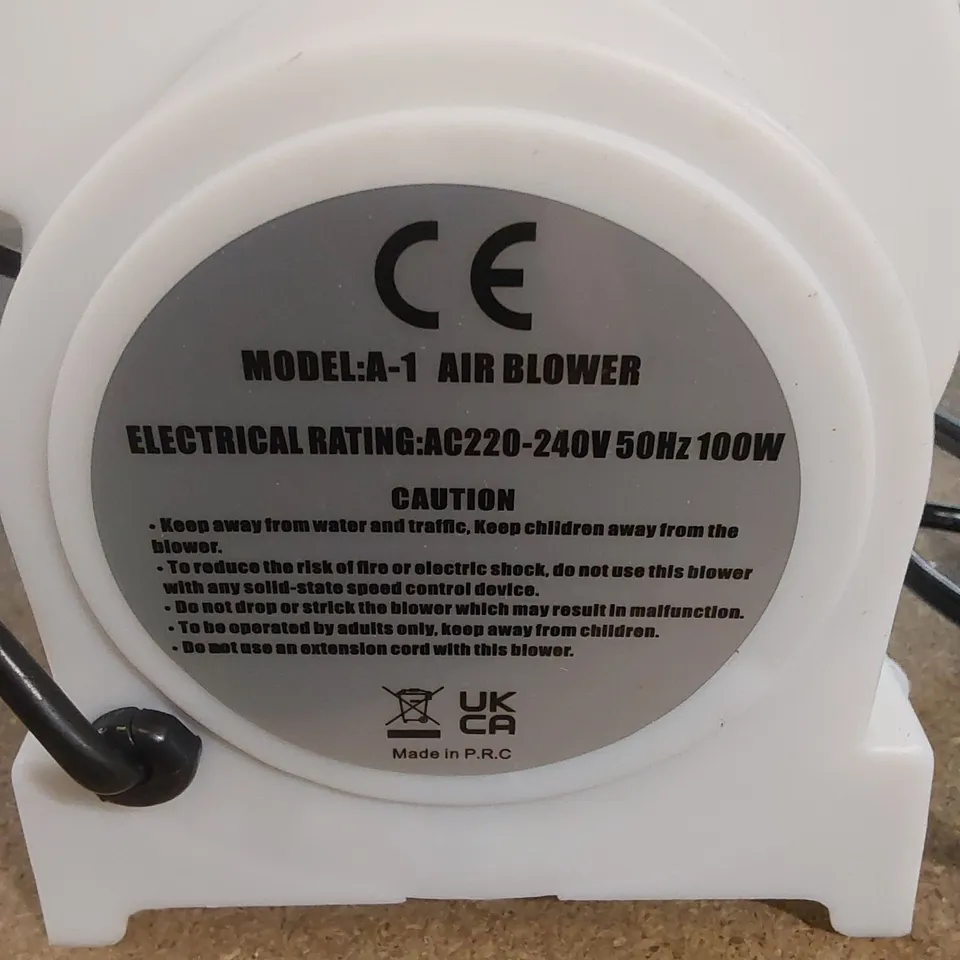 CE
MODEL:A-1 AIR BLOWER
ELECTRICAL RATING:AC220-240V 50Hz 100W
CAUTION
• Keep away from water and traffic, Keep chlidren away from the
blower.
• To reduce the risk of fire or electric shock, do not use this blower
with any solid-state speed control device.
• Do not drop or strick the blower which may result in malfunction.
• To be operated by adults only, keep away from children.
• Do not use an extension cord with this blower.
UK
CA
Made in P.R.C